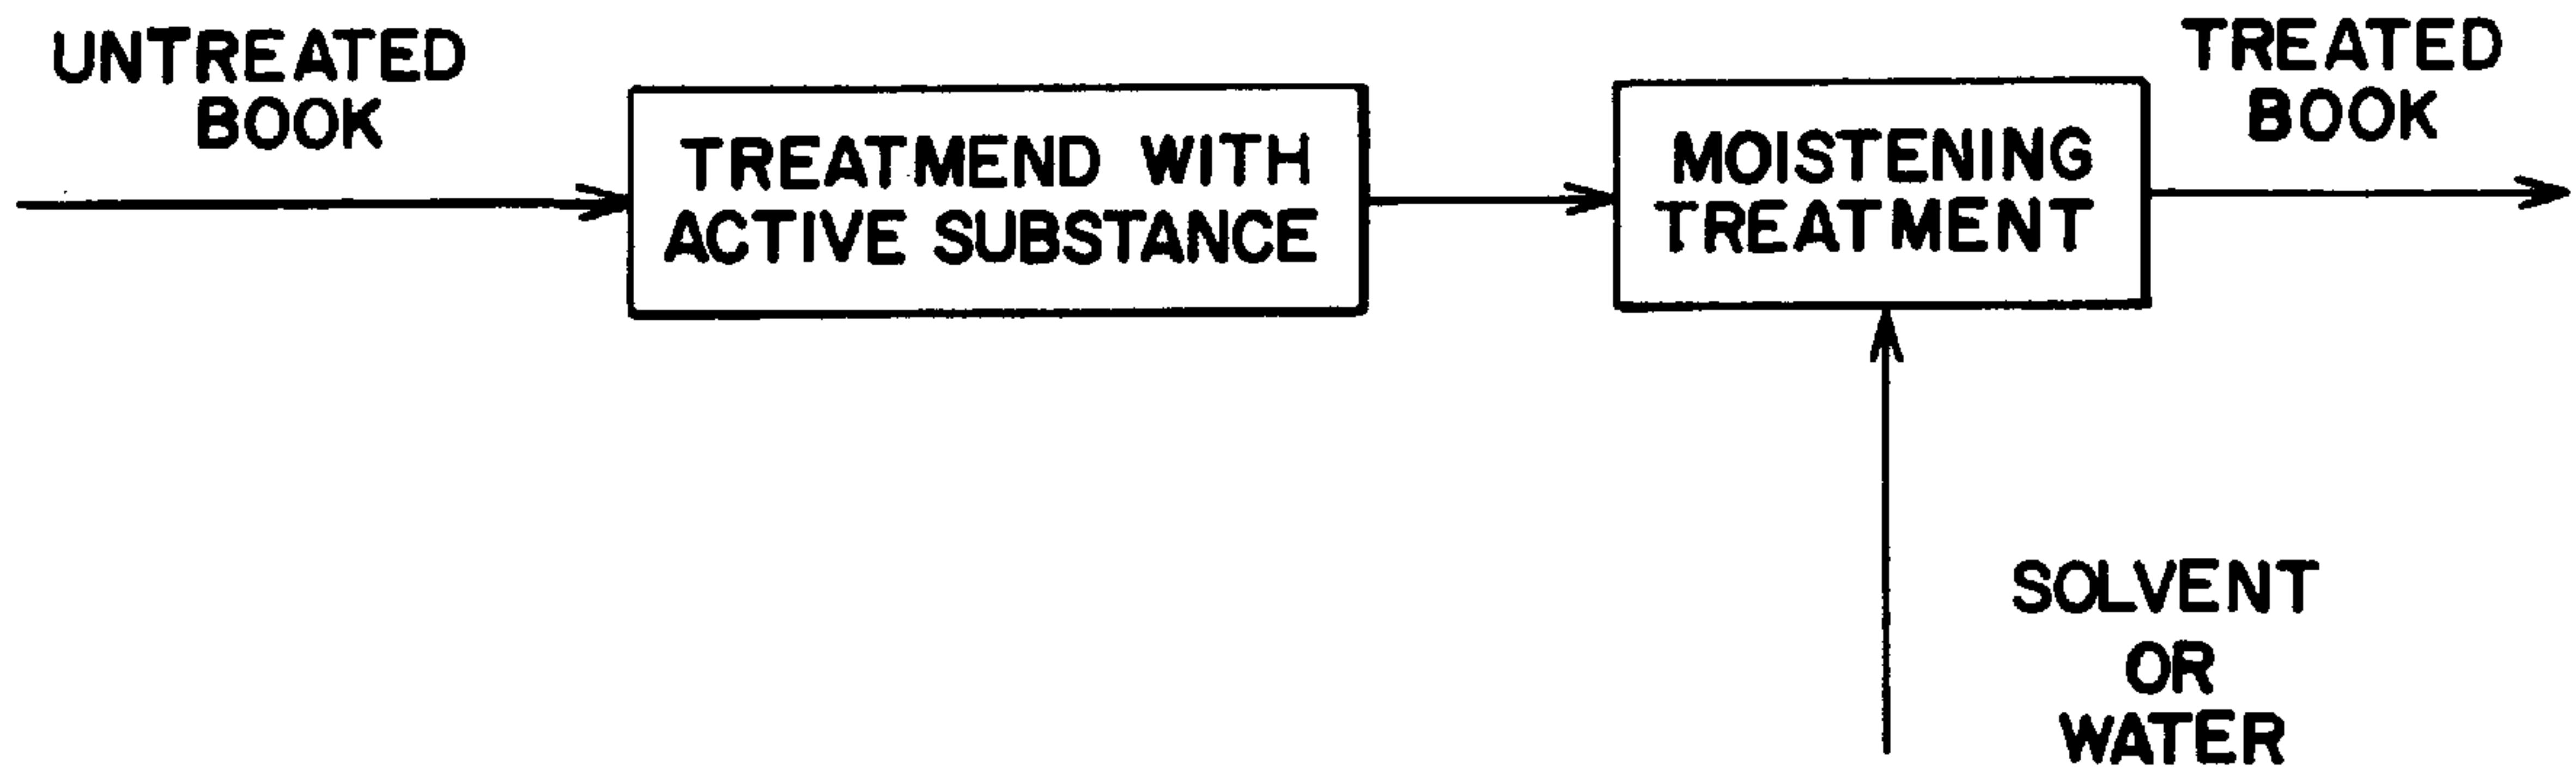 UNTREATED
BOOK
TREATMEND WITH
ACTIVE SUBSTANCE
MOISTENING
TREATMENT
TREATED
BOOK
SOLVENT
OR
WATER